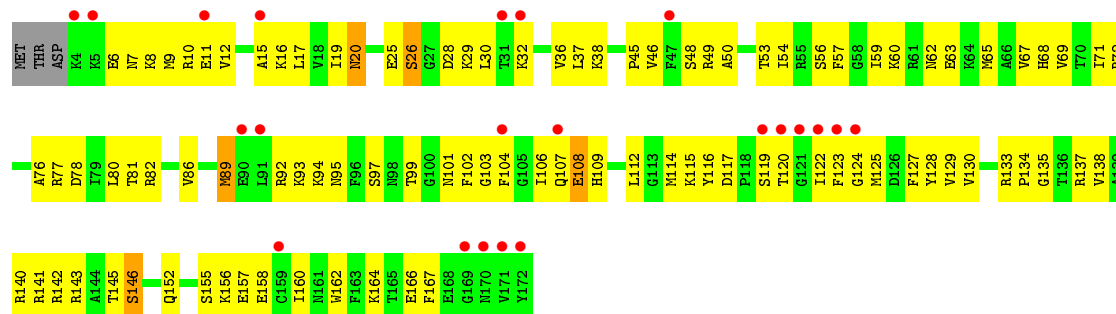 MET THR ASP K4 K5 E6 N7 K8 M9 R10 E11 V12 A15 K16 L17 V18 I19 N20 E25 S26 G27 D28 K29 L30 T31 K32 V36 L37 K38 P45 V46 F47 S48 R49 A50 T53 I54 R55 S56 F57 G58 I59 K60 R61 N62 E63 K64 M65 A66 V67 H68 V69 T70 I71
A76 R77 D78 I79 L80 T81 R82 V86 M89 E90 L91 R92 K93 K94 N95 F96 S97 N98 T99 G100 N101 F102 G103 F104 G105 I106 Q107 E108 H109 L112 G113 M114 K115 Y116 D117 P118 S119 T120 G121 I122 F123 G124 M125 D126 F127 Y128 V129 V130 R133 P134 G135 T136 R137 V138
R140 R141 R142 R143 A144 T145 S146 Q152 S155 K156 E157 E158 C159 I160 N161 W162 F163 K164 T165 E166 F167 E168 G169 N170 V171 Y172